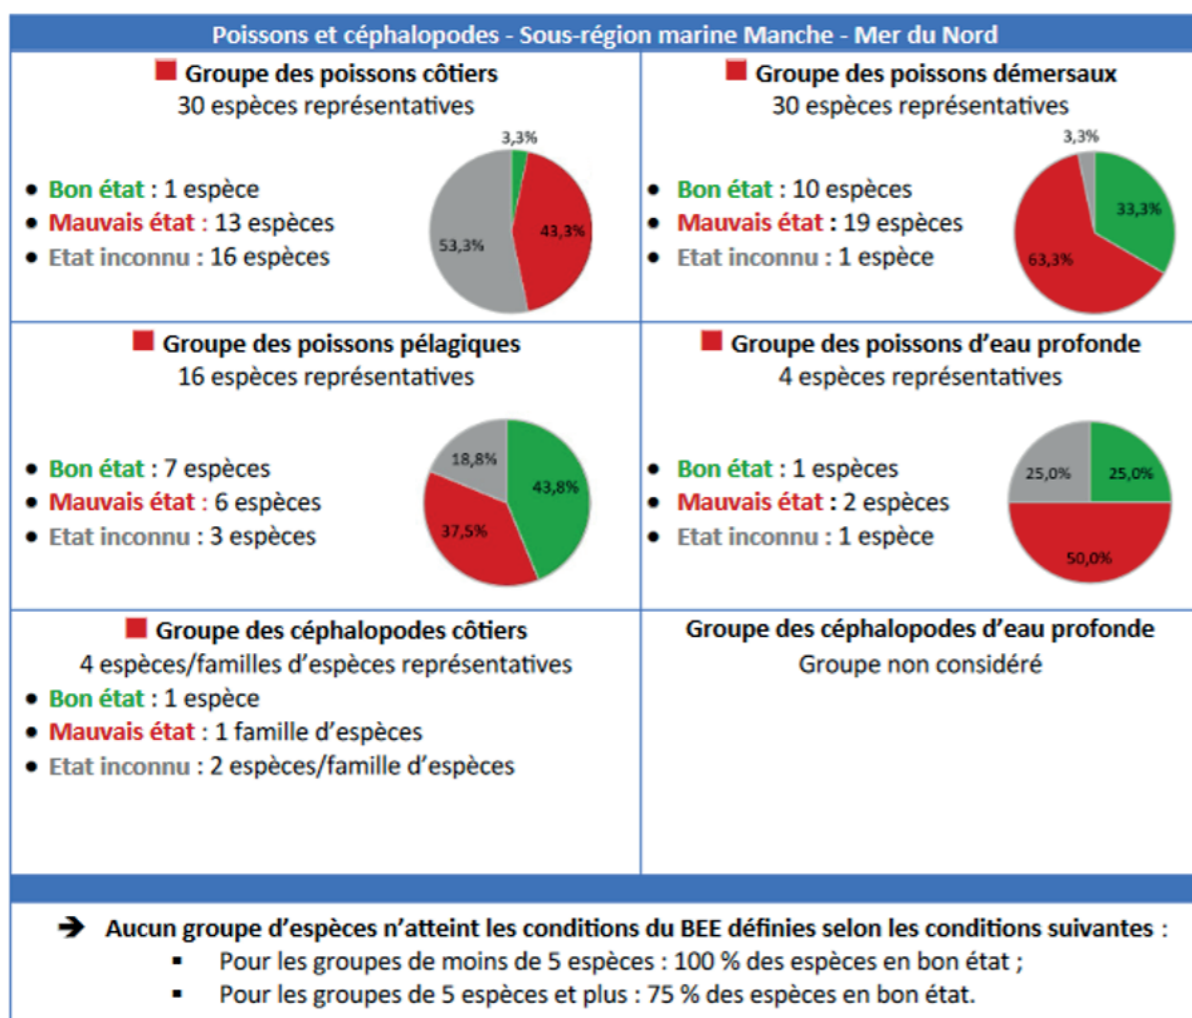 Poissons et céphalopodes - Sous-région marine Manche - Mer du Nord
Groupe des poissons côtiers
30 espèces représentatives
3,3%
• Bon état : 1 espèce
• Mauvais état : 13 espèces
43,3%
53,3%
• Etat inconnu : 16 espèces
Groupe des poissons démersaux
30 espèces représentatives
3,3%
• Bon état : 10 espèces
33,3%
• Mauvais état : 19 espèces
• Etat inconnu : 1 espèce
63,3%
Groupe des poissons pélagiques
16 espèces représentatives
18,8%
• Bon état : 7 espèces
43,8%
• Mauvais état : 6 espèces
37,5%
• Etat inconnu : 3 espèces
Groupe des poissons d'eau profonde
4 espèces représentatives
• Bon état : 1 espèces
25,0%
25,0%
• Mauvais état : 2 espèces
• Etat inconnu : 1 espèce
50,0%
Groupe des céphalopodes côtiers
4 espèces/familles d'espèces représentatives
• Bon état : 1 espèce
• Mauvais état : 1 famille d'espèces
• Etat inconnu : 2 espèces/famille d'espèces
Groupe des céphalopodes d'eau profonde
Groupe non considéré
➔ Aucun groupe d'espèces n'atteint les conditions du BEE définies selon les conditions suivantes :
▪ Pour les groupes de moins de 5 espèces : 100 % des espèces en bon état ;
▪ Pour les groupes de 5 espèces et plus : 75 % des espèces en bon état.